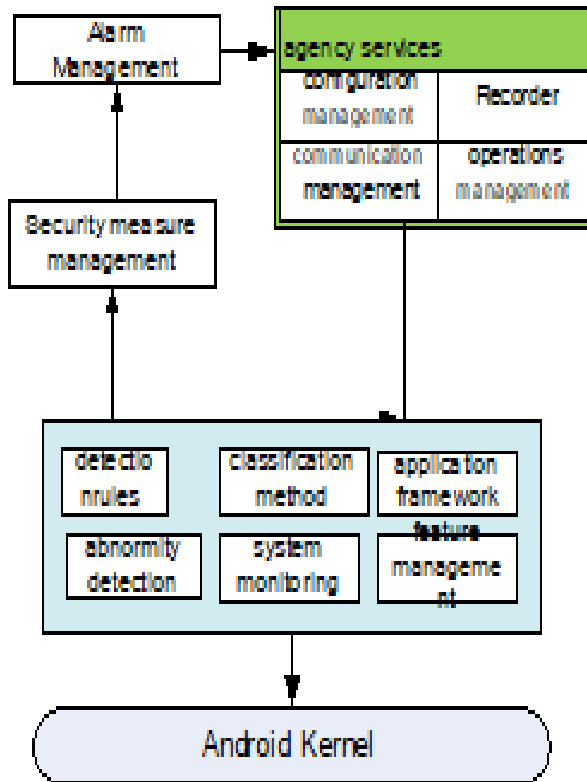 Alarm
Management
agency services
configuration
management
Recorder
communication
management
operations
management
Security measure
management
detectio
nrules
classification
method
application
framework
abnormity
detection
system
monitoring
feature
manageme
nt
Android Kernel